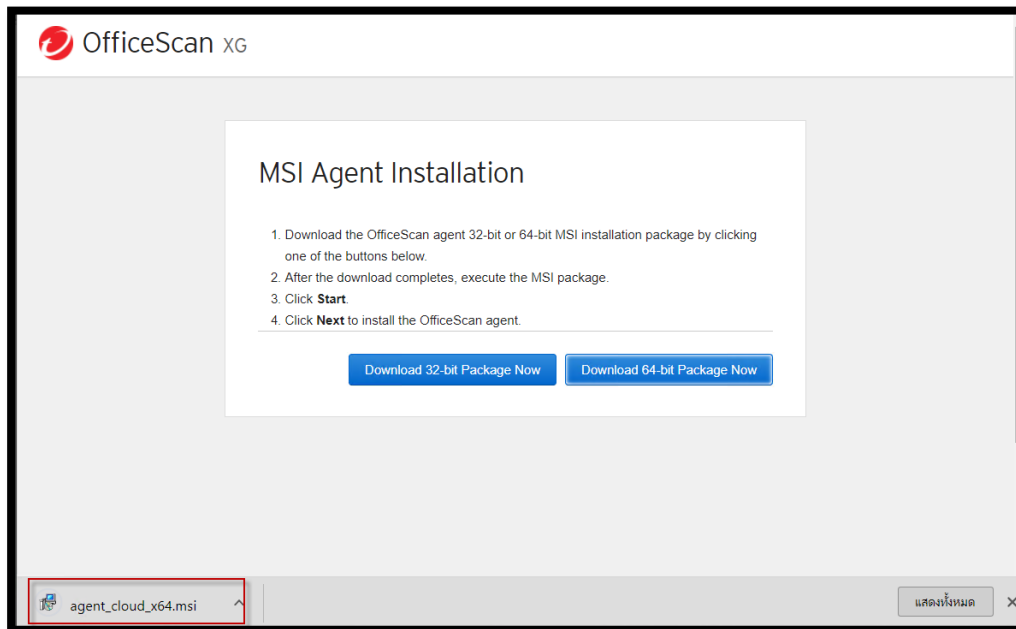 OfficeScan XG
MSI Agent Installation
1. Download the OfficeScan agent 32-bit or 64-bit MSI installation package by clicking
one of the buttons below.
2. After the download completes, execute the MSI package.
3. Click Start.
4. Click Next to install the OfficeScan agent.
Download 32-bit Package Now
Download 64-bit Package Now
agent_cloud_x64.msi
แสดงทั้งหมด